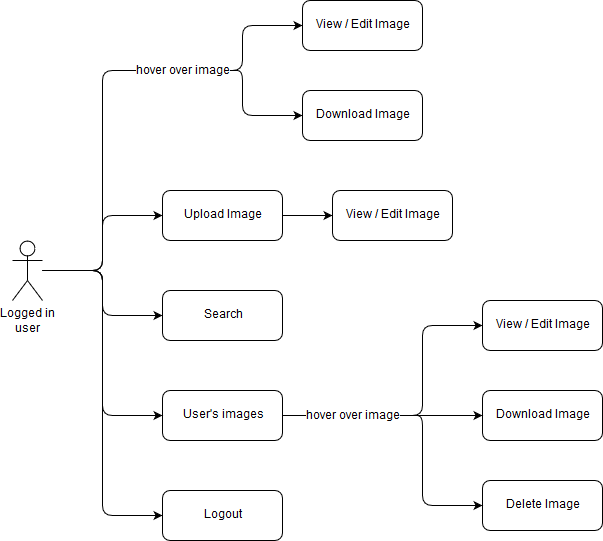 View / Edit Image
hover over image
Download Image
Upload Image
View / Edit Image
Logged in
user
Search
View / Edit Image
User's images
hover over image
Download Image
Logout
Delete Image